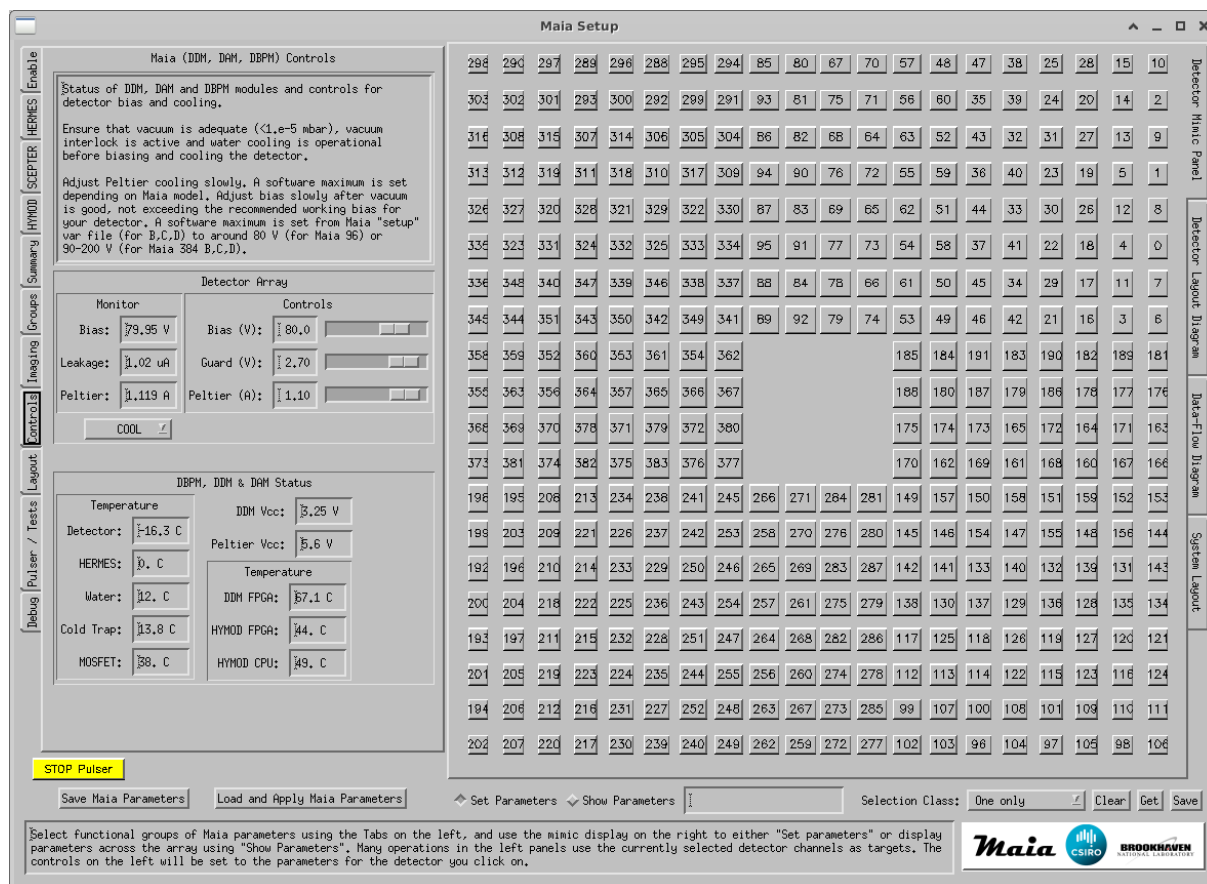 Maia Setup
Enable
HERMES
SCEPTER
HYMOD
Summary
Groups
Imaging
Controls
Layout
Pulser / Tests
Debug
Maia (DDM, DAM, DBPM) Controls
Status of DDM, DAM and DBPM modules and controls for
detector bias and cooling.
Ensure that vacuum is adequate (<1.e-5 mbar), vacuum
interlock is active and water cooling is operational
before biasing and cooling the detector.
Adjust Peltier cooling slowly. A software maximum is set
depending on Maia model. Adjust bias slowly after vacuum
is good, not exceeding the recommended working bias for
your detector. A software maximum is set from Maia "setup"
var file (for B,C,D) to around 80 V (for Maia 96) or
90-200 V (for Maia 384 B,C,D).
Detector Array
Monitor Controls
Bias: 79.95 V Bias (V): 80.0
Leakage: 1.02 uA Guard (V): 2.70
Peltier: 1.119 A Peltier (A): 1.10
COOL
DBPM, DDM & DAM Status
Temperature
Detector: -16.3 C
HERMES: 0. C
Water: 12. C
Cold Trap: 13.8 C
MOSFET: 38. C
DDM Vcc: 3.25 V
Peltier Vcc: 5.6 V
Temperature
DDM FPGA: 67.1 C
HYMOD FPGA: 44. C
HYMOD CPU: 49. C
298 290 297 289 296 288 295 294 85 80 67 70 57 48 47 38 25 28 15 10
303 302 301 293 300 292 299 291 93 81 75 71 56 60 35 39 24 20 14 2
316 308 315 307 314 306 305 304 86 82 68 64 63 52 43 32 31 27 13 9
313 312 319 311 318 310 317 309 94 90 76 72 55 59 36 40 23 19 5 1
326 327 320 328 321 329 322 330 87 83 69 65 62 51 44 33 30 26 12 8
335 323 331 324 332 325 333 334 95 91 77 73 54 58 37 41 22 18 4 0
336 348 340 347 339 346 338 337 88 84 78 66 61 50 45 34 29 17 11 7
345 344 351 343 350 342 349 341 89 92 79 74 53 49 46 42 21 16 3 6
358 359 352 360 353 361 354 362 185 184 191 183 190 182 189 181
355 363 356 364 357 365 366 367 188 180 187 179 186 178 177 176
368 369 370 378 371 379 372 380 175 174 173 165 172 164 171 163
373 381 374 382 375 383 376 377 170 162 169 161 168 160 167 166
198 195 208 213 234 238 241 245 266 271 284 281 149 157 150 158 151 159 152 153
199 203 209 221 226 237 242 253 258 270 276 280 145 146 154 147 155 148 156 144
192 196 210 214 233 229 250 246 265 269 283 287 142 141 133 140 132 139 131 143
200 204 218 222 225 236 243 254 257 261 275 279 138 130 137 129 136 128 135 134
193 197 211 215 232 228 251 247 264 268 282 286 117 125 118 126 119 127 120 121
201 205 219 223 224 235 244 255 256 260 274 278 112 113 114 122 115 123 116 124
194 206 212 216 231 227 252 248 263 267 273 285 99 107 100 108 101 109 110 111
202 207 220 217 230 239 240 249 262 259 272 277 102 103 96 104 97 105 98 106
Detector Mimic Panel
Detector Layout Diagram
Data-Flow Diagram
System Layout
STOP Pulser
Save Maia Parameters Load and Apply Maia Parameters Set Parameters Show Parameters Selection Class: One only Clear Get Save
Select functional groups of Maia parameters using the Tabs on the left, and use the mimic display on the right to either "Set parameters" or display
parameters across the array using "Show Parameters". Many operations in the left panels use the currently selected detector channels as targets. The
controls on the left will be set to the parameters for the detector you click on.
Maia
CSIRO
BROOKHAVEN
NATIONAL LABORATORY